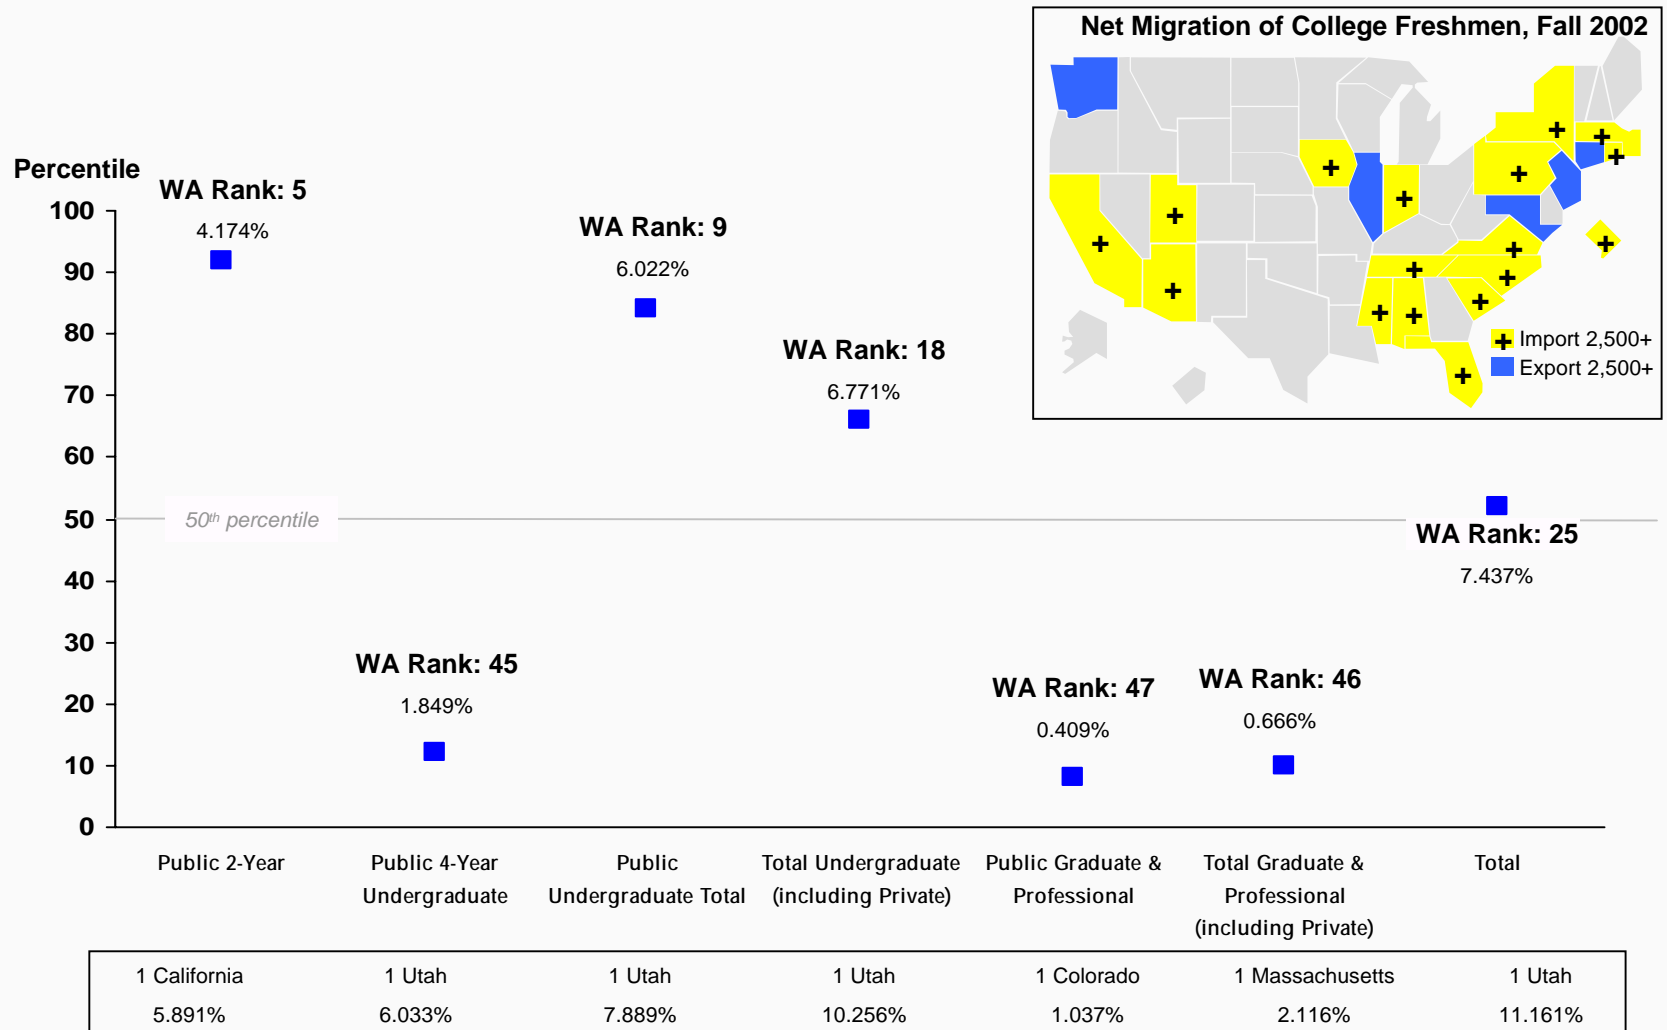 Net Migration of College Freshmen, Fall 2002
+ Import 2,500+
Export 2,500+
Percentile
100
90
80
70
60
50
40
30
20
10
0
50th percentile
WA Rank: 5
4.174%
WA Rank: 45
1.849%
WA Rank: 9
6.022%
WA Rank: 18
6.771%
WA Rank: 47
0.409%
WA Rank: 46
0.666%
WA Rank: 25
7.437%
Public 2-Year
Public 4-Year
Undergraduate
Public
Undergraduate Total
Total Undergraduate
(including Private)
Public Graduate &
Professional
Total Graduate &
Professional
(including Private)
Total
1 California
5.891%
1 Utah
6.033%
1 Utah
7.889%
1 Utah
10.256%
1 Colorado
1.037%
1 Massachusetts
2.116%
1 Utah
11.161%